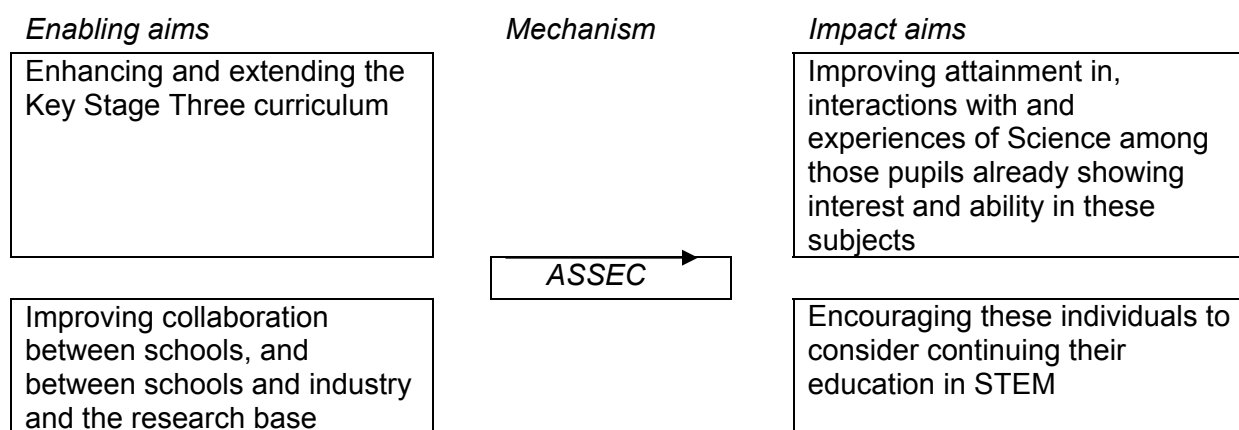 Enabling aims
Mechanism
Impact aims
Enhancing and extending the
Key Stage Three curriculum
Improving attainment in,
interactions with and
experiences of Science among
those pupils already showing
interest and ability in these
subjects
ASSEC
Improving collaboration
between schools, and
between schools and industry
and the research base
Encouraging these individuals to
consider continuing their
education in STEM